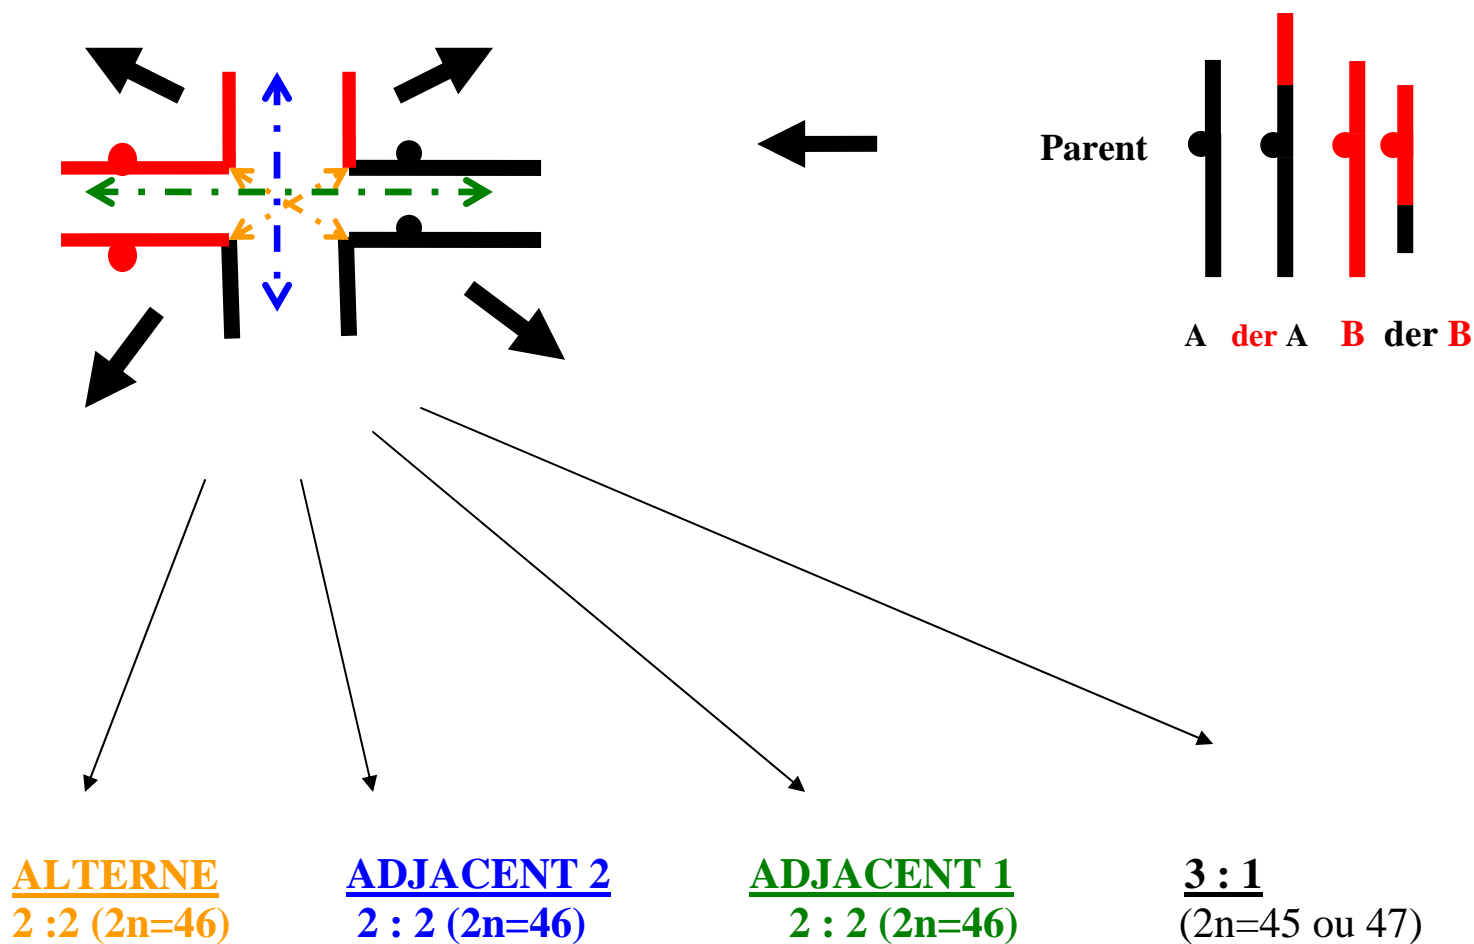 Parent
A der A B der B
ALTERNE ADJACENT 2 ADJACENT 1 3 : 1
2 :2 (2n=46) 2 : 2 (2n=46) 2 : 2 (2n=46) (2n=45 ou 47)